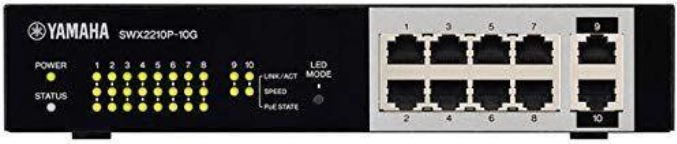 YAMAHA SWX2210P-10G
POWER 1 2 3 4 5 6 7 8 9 10 LED MODE
LINK/ACT
STATUS SPEED
PoE STATE
1 3 5 7 9
2 4 6 8 10